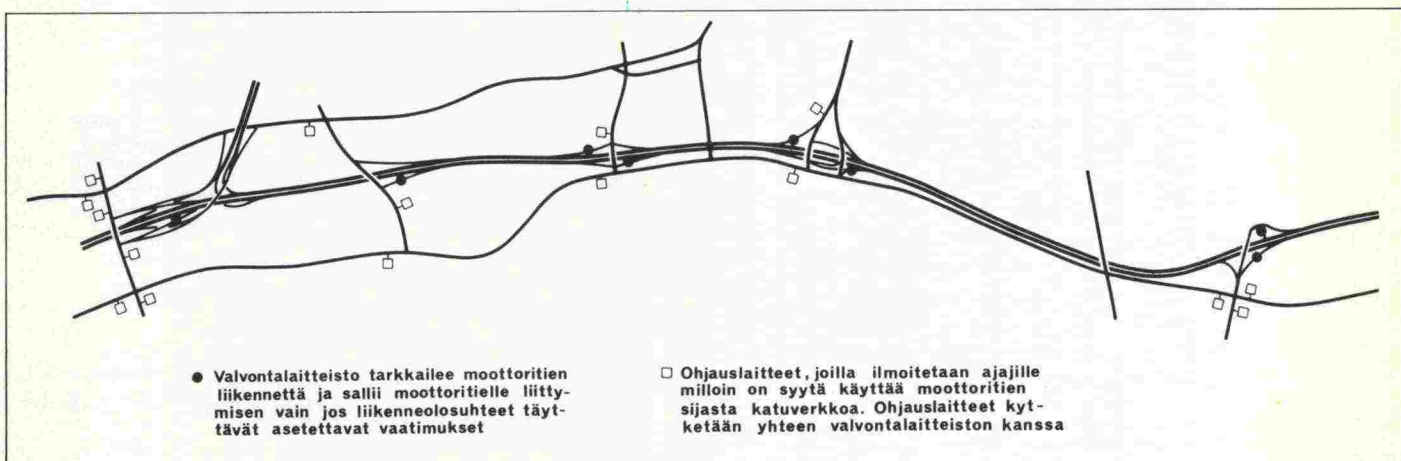 ● Valvontalaitteisto tarkkailee moottoritien
liikennettä ja sallii moottoritielle liitty-
misen vain jos liikenneolosuhteet täyt-
tävät asetettavat vaatimukset
□ Ohjauslaitteet, joilla ilmoitetaan ajajille
milloin on syytä käyttää moottoritien
sijasta katuverkkoa. Ohjauslaitteet kyt-
ketään yhteen valvontalaitteiston kanssa